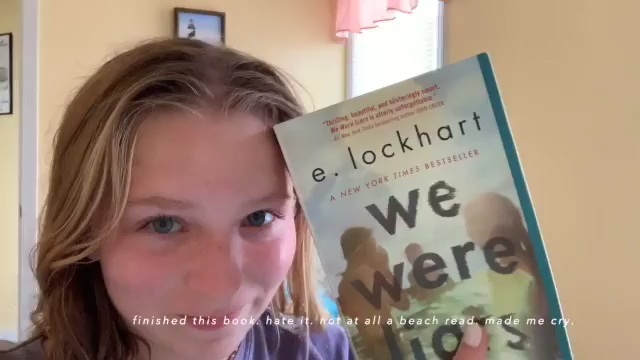 "Thrilling, beautiful, and blisteringly smart,
We Were Liars is utterly unforgettable."
e. lockhart
A NEW YORK TIMES BESTSELLER
we
were
liars
finished this book. hate it. not at all a beach read. made me cry.